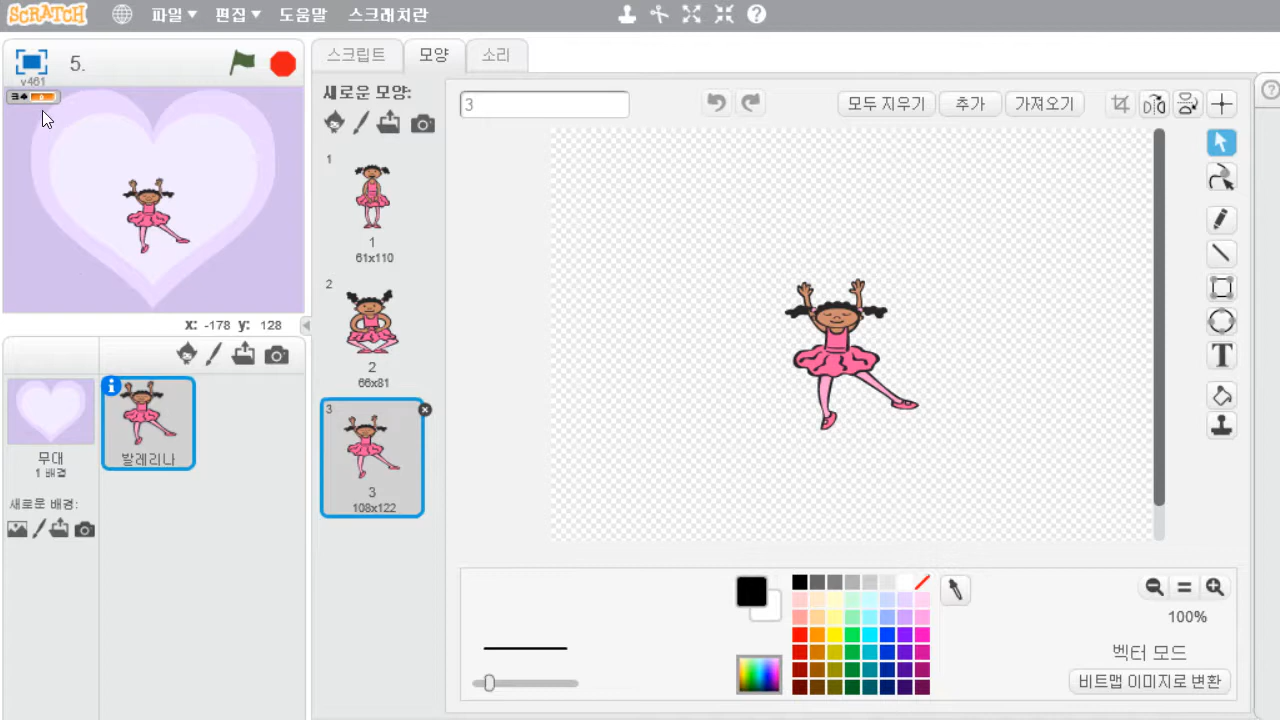 SCRATCH 파일▼ 편집▼ 도움말 스크래치란
5.
v461
스크립트 모양 소리
새로운 모양:
3
모두 지우기 추가 가져오기
1
1
61x110
2
2
66x81
3
3
108x122
x: -178 y: 128
무대
1 배경
발레리나
새로운 배경:
T
100%
벡터 모드
비트맵 이미지로 변환